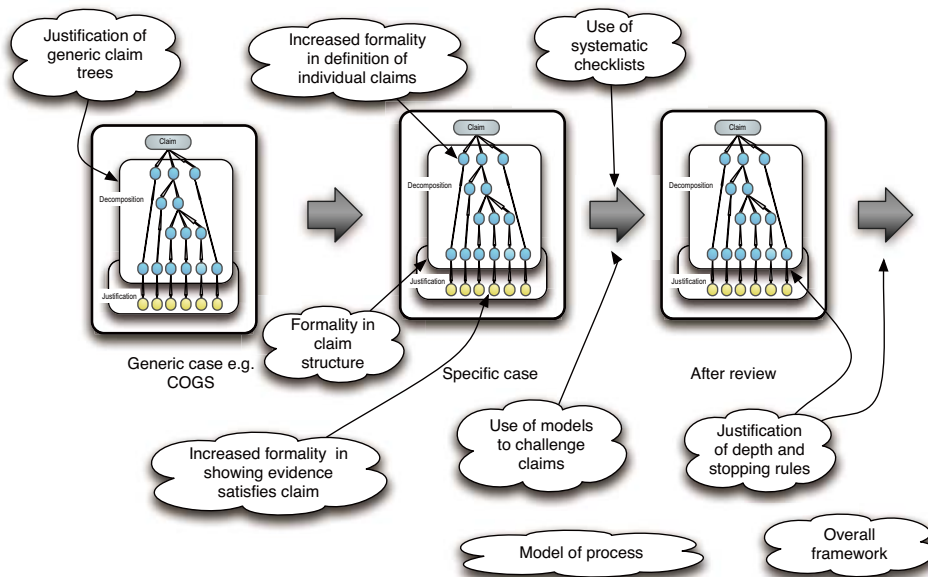 Justification of
generic claim
trees
Increased formality
in definition of
individual claims
Use of
systematic
checklists
Claim
Decomposition
Justification
Claim
Decomposition
Justification
Claim
Decomposition
Justification
Generic case e.g.
COGS
Formality in
claim
structure
Specific case
After review
Increased formality in
showing evidence
satisfies claim
Use of models
to challenge
claims
Justification
of depth and
stopping rules
Model of process
Overall
framework